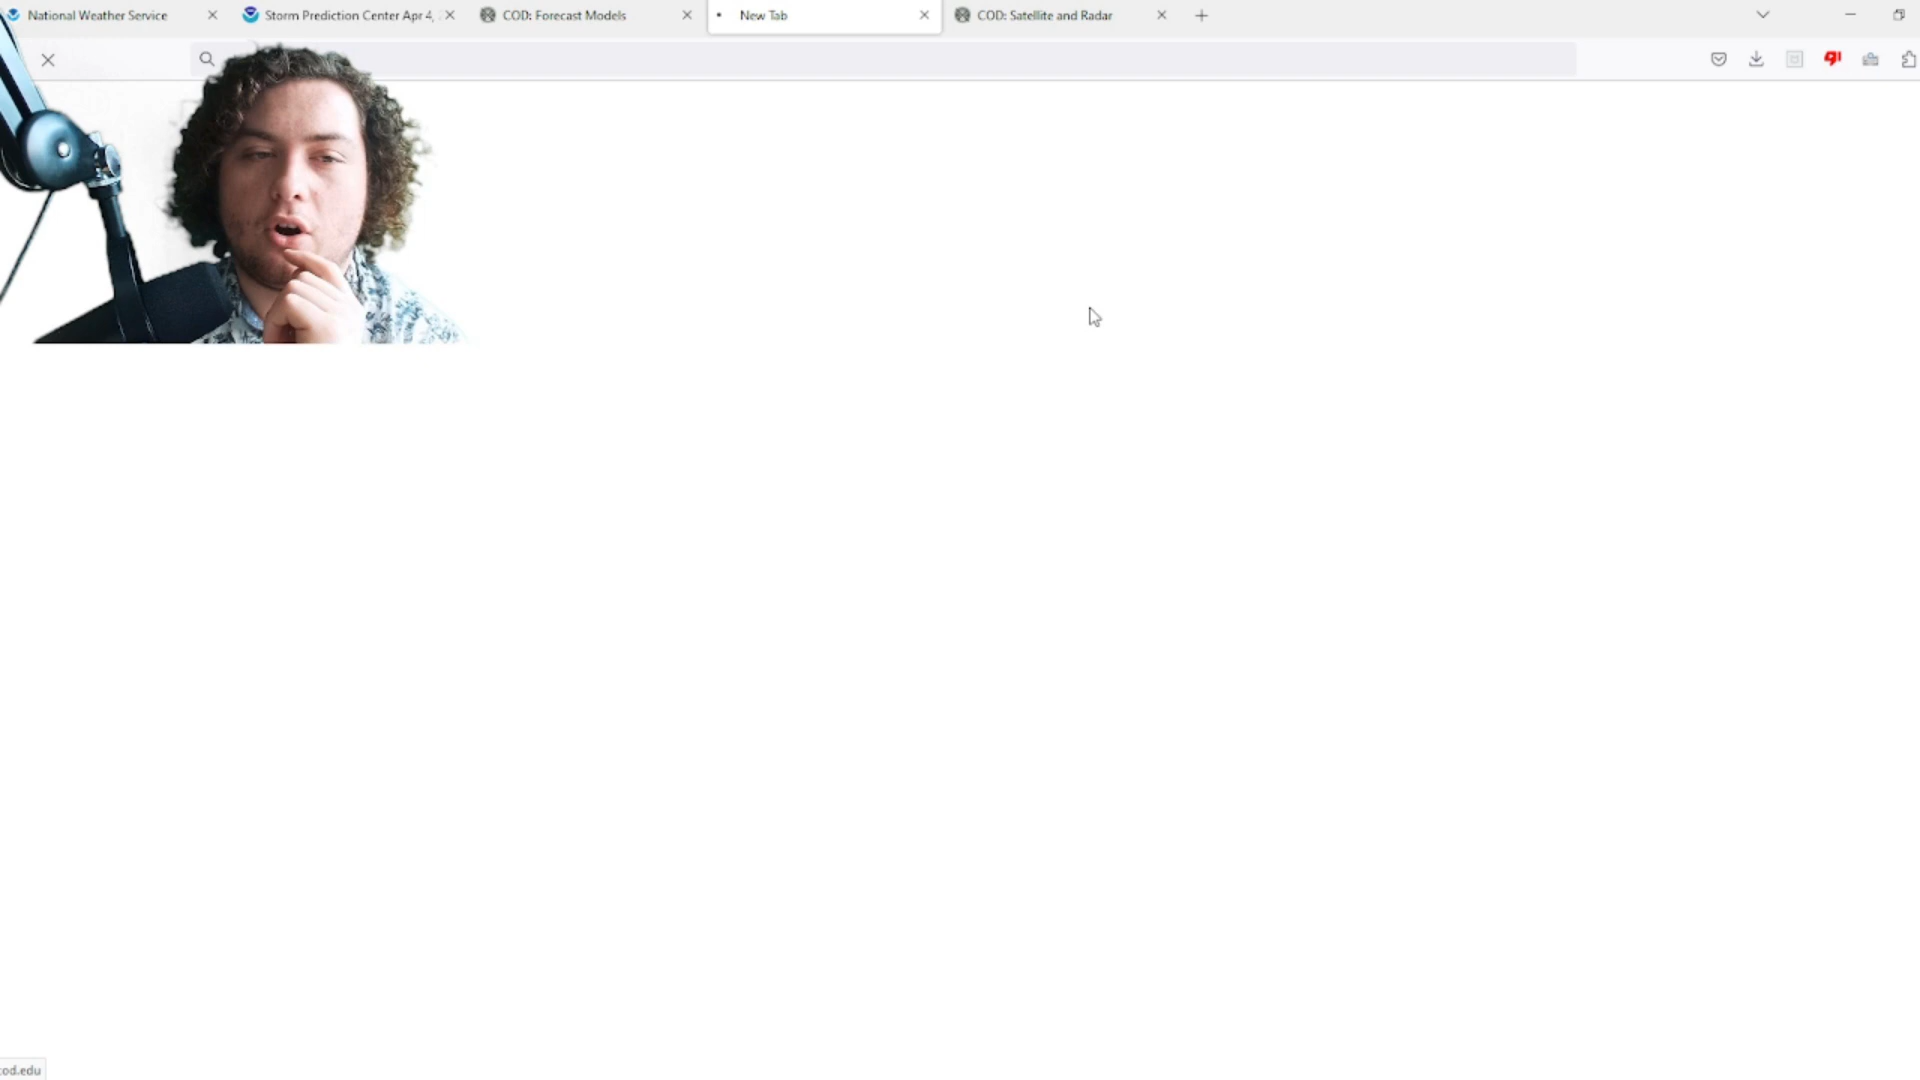 National Weather Service
Storm Prediction Center Apr 4,
COD: Forecast Models
New Tab
COD: Satellite and Radar
cod.edu